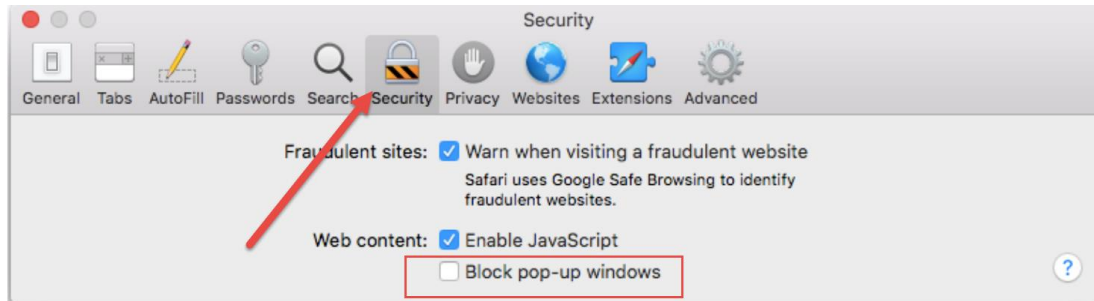 Security
General Tabs AutoFill Passwords Search Security Privacy Websites Extensions Advanced
Fraudulent sites: Warn when visiting a fraudulent website
Safari uses Google Safe Browsing to identify
fraudulent websites.
Web content: Enable JavaScript
Block pop-up windows
?